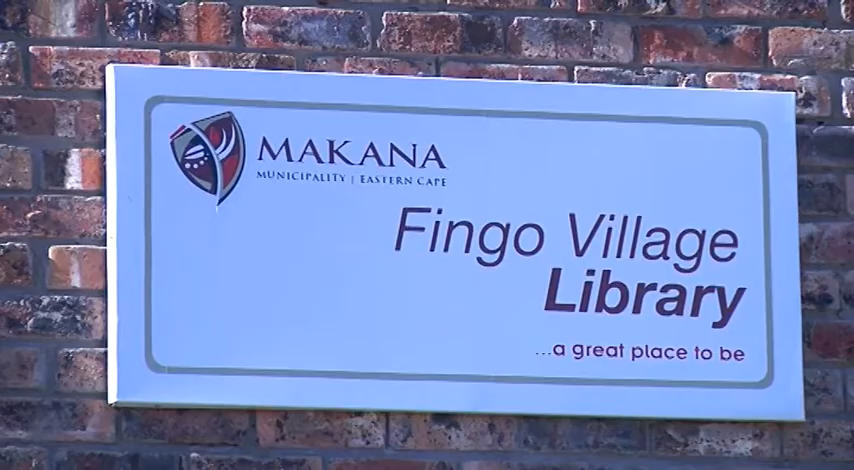 MAKANA
MUNICIPALITY | EASTERN CAPE
Fingo Village
Library
...a great place to be